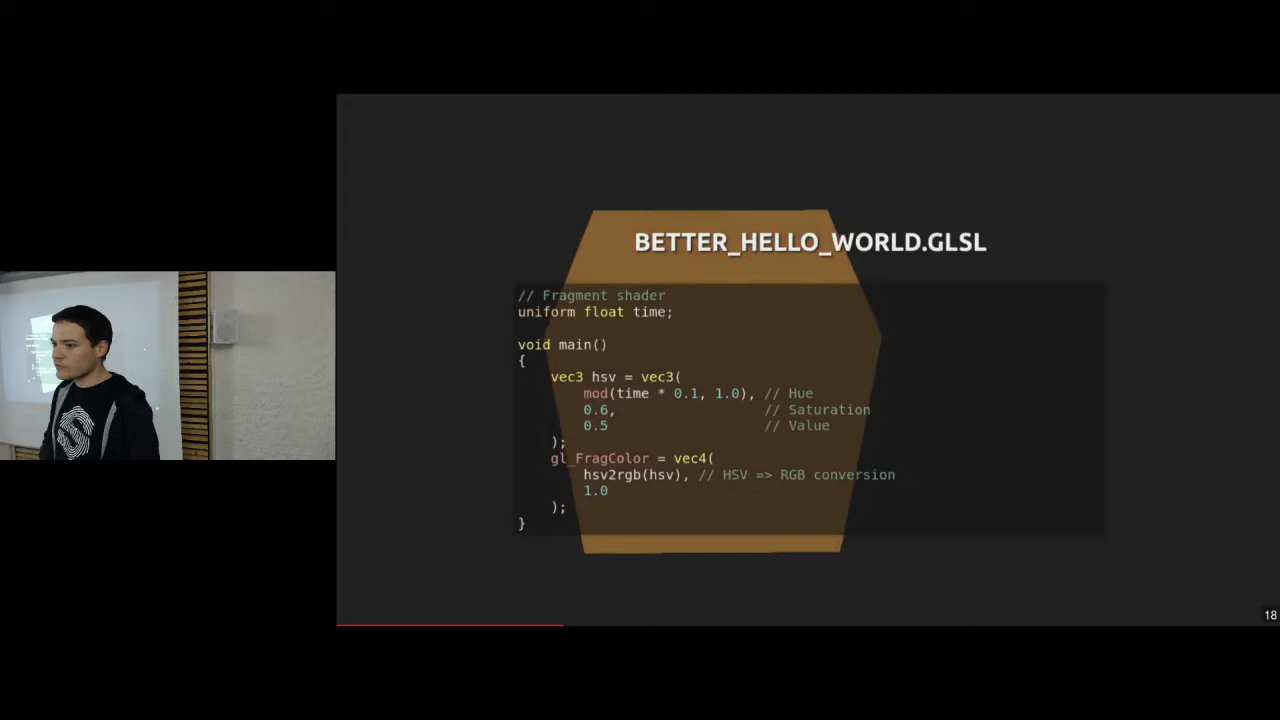 BETTER_HELLO_WORLD.GLSL
// Fragment shader
uniform float time;
void main()
{
vec3 hsv = vec3(
mod(time * 0.1, 1.0), // Hue
0.6, // Saturation
0.5 // Value
);
gl_FragColor = vec4(
hsv2rgb(hsv), // HSV => RGB conversion
1.0
);
}
18